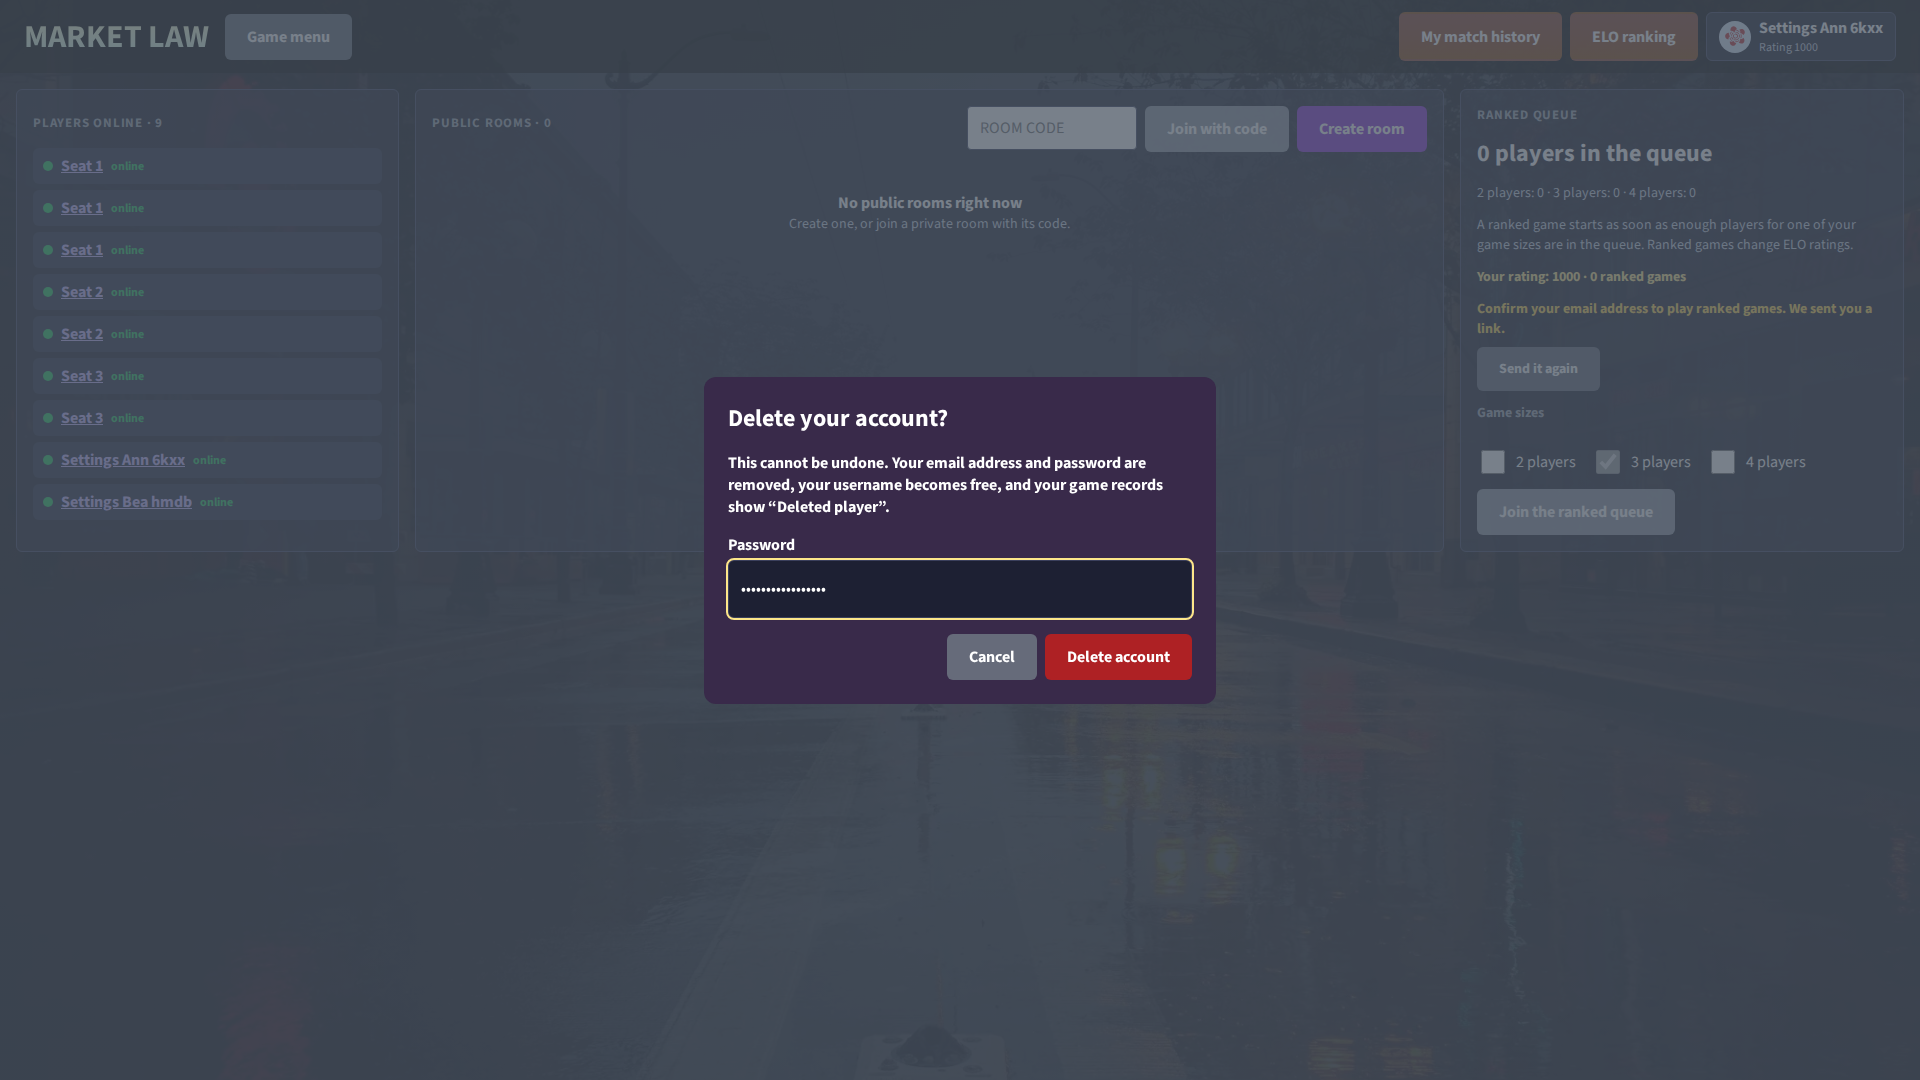 MARKET LAW
Game menu
My match history
ELO ranking
Settings Ann 6kxx
Rating 1000
PLAYERS ONLINE · 9
Seat 1 online
Seat 1 online
Seat 1 online
Seat 2 online
Seat 2 online
Seat 3 online
Seat 3 online
Settings Ann 6kxx online
Settings Bea hmdb online
PUBLIC ROOMS · 0
ROOM CODE
Join with code
Create room
No public rooms right now
Create one, or join a private room with its code.
RANKED QUEUE
0 players in the queue
2 players: 0 · 3 players: 0 · 4 players: 0
A ranked game starts as soon as enough players for one of your
game sizes are in the queue. Ranked games change ELO ratings.
Your rating: 1000 · 0 ranked games
Confirm your email address to play ranked games. We sent you a
link.
Send it again
Game sizes
2 players
3 players
4 players
Join the ranked queue
Delete your account?
This cannot be undone. Your email address and password are
removed, your username becomes free, and your game records
show “Deleted player”.
Password
•••••••••••••••••
Cancel
Delete account